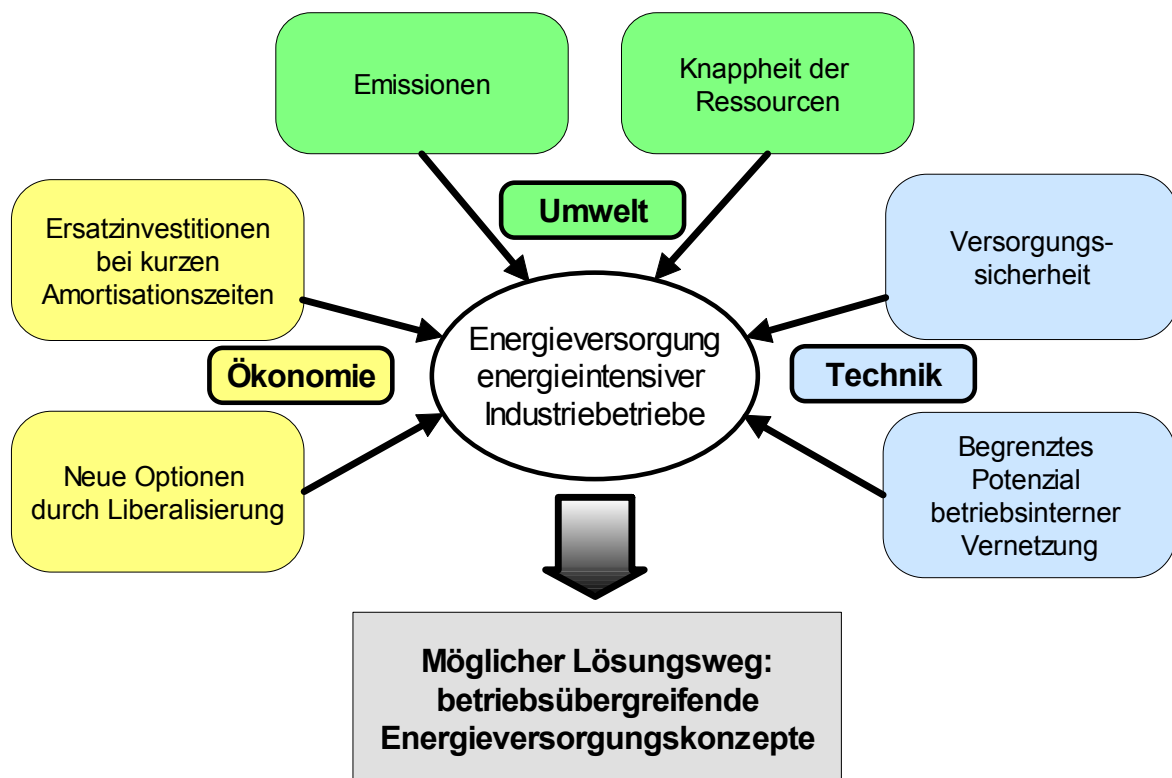 Emissionen
Knappheit der
Ressourcen
Umwelt
Ersatzinvestitionen
bei kurzen
Amortisationszeiten
Versorgungs-
sicherheit
Energieversorgung
energieintensiver
Industriebetriebe
Ökonomie
Technik
Neue Optionen
durch Liberalisierung
Begrenztes
Potenzial
betriebsinterner
Vernetzung
Möglicher Lösungsweg:
betriebsübergreifende
Energieversorgungskonzepte